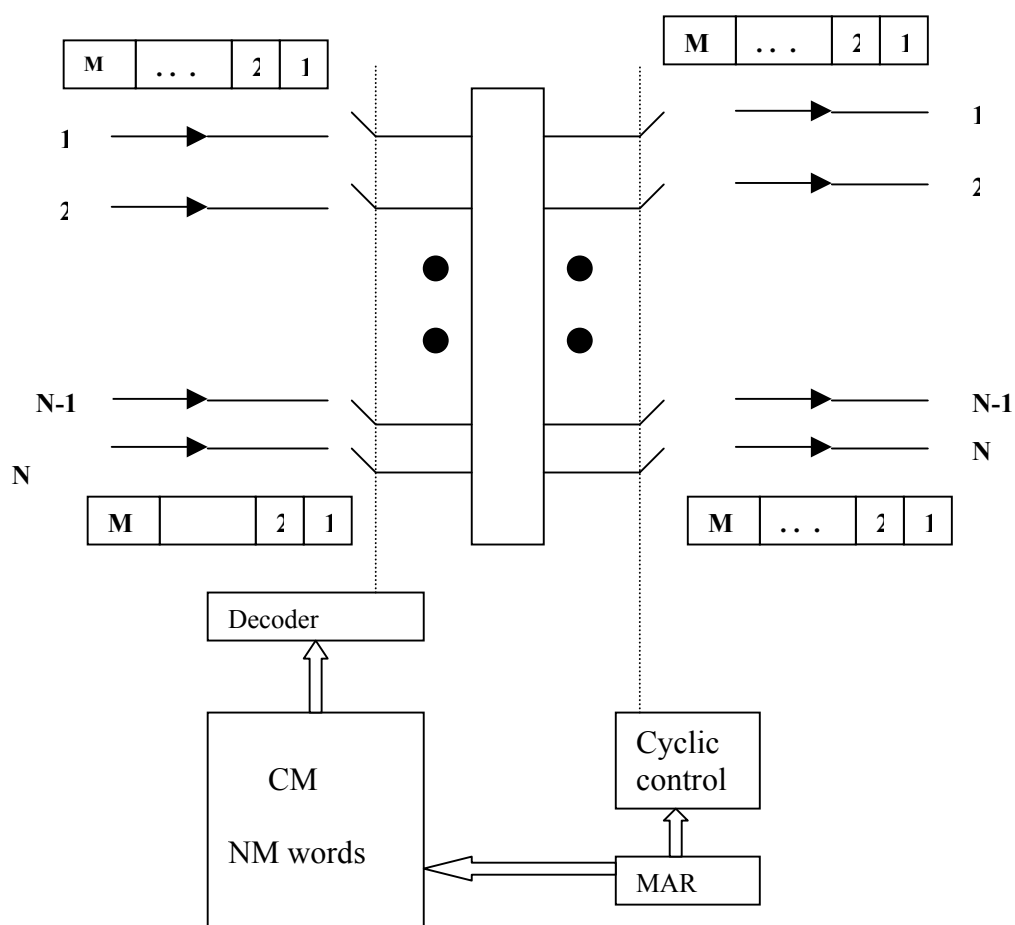 M . . . 2 1
M . . . 2 1
1
1
2
2
N-1
N-1
N
N
M 2 1
M . . . 2 1
Decoder
CM
NM words
Cyclic
control
MAR